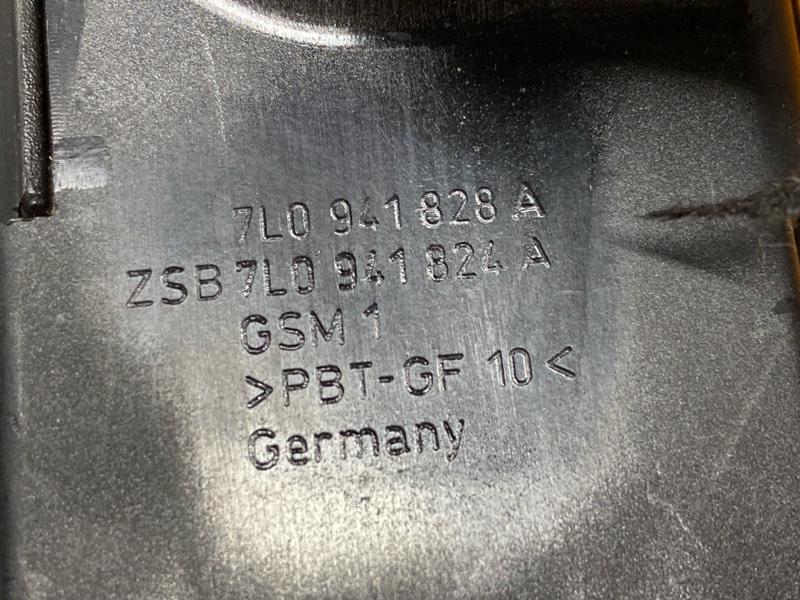 7L0 941 828 A
ZSB 7L0 941 824 A
GSM 1
>PBT-GF 10<
Germany